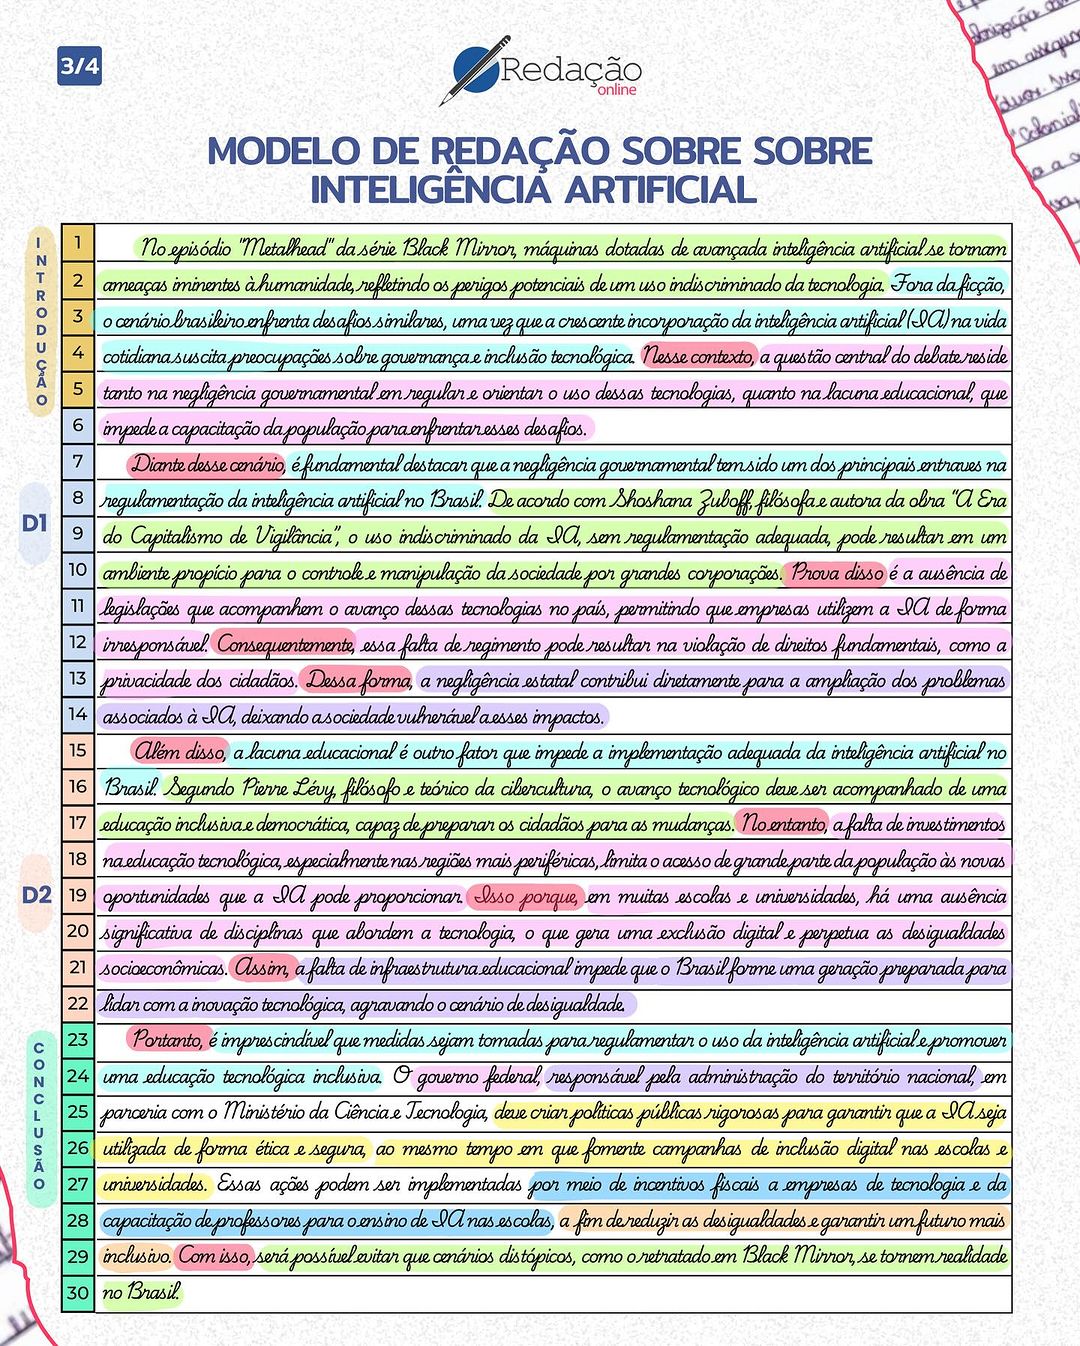 3/4
Redação
online
MODELO DE REDAÇÃO SOBRE SOBRE
INTELIGÊNCIA ARTIFICIAL
INTRODUÇÃO
1 No episódio "Metalhead" da série Black Mirror, máquinas dotadas de avançada inteligência artificial se tornam
2 ameaças iminentes à humanidade, refletindo os perigos potenciais de um uso indiscriminado da tecnologia. Fora da ficção,
3 o cenário brasileiro enfrenta desafios similares, uma vez que a crescente incorporação da inteligência artificial (IA) na vida
4 cotidiana suscita preocupações sobre governança e inclusão tecnológica. Nesse contexto, a questão central do debate reside
5 tanto na negligência governamental em regular e orientar o uso dessas tecnologias, quanto na lacuna educacional, que
6 impede a capacitação da população para enfrentar esses desafios.
D1
7 Diante desse cenário, é fundamental destacar que a negligência governamental tem sido um dos principais entraves na
8 regulamentação da inteligência artificial no Brasil. De acordo com Shoshana Zuboff, filósofa e autora da obra "A Era
9 do Capitalismo de Vigilância", o uso indiscriminado da IA, sem regulamentação adequada, pode resultar em um
10 ambiente propício para o controle e manipulação da sociedade por grandes corporações. Prova disso é a ausência de
11 legislações que acompanhem o avanço dessas tecnologias no país, permitindo que empresas utilizem a IA de forma
12 irresponsável. Consequentemente, essa falta de regimento pode resultar na violação de direitos fundamentais, como a
13 privacidade dos cidadãos. Dessa forma, a negligência estatal contribui diretamente para a ampliação dos problemas
14 associados à IA, deixando a sociedade vulnerável a esses impactos.
D2
15 Além disso, a lacuna educacional é outro fator que impede a implementação adequada da inteligência artificial no
16 Brasil. Segundo Pierre Lévy, filósofo e teórico da cibercultura, o avanço tecnológico deve ser acompanhado de uma
17 educação inclusiva e democrática, capaz de preparar os cidadãos para as mudanças. No entanto, a falta de investimentos
18 na educação tecnológica, especialmente nas regiões mais periféricas, limita o acesso de grande parte da população às novas
19 oportunidades que a IA pode proporcionar. Isso porque, em muitas escolas e universidades, há uma ausência
20 significativa de disciplinas que abordem a tecnologia, o que gera uma exclusão digital e perpetua as desigualdades
21 socioeconômicas. Assim, a falta de infraestrutura educacional impede que o Brasil forme uma geração preparada para
22 lidar com a inovação tecnológica, agravando o cenário de desigualdade.
CONCLUSÃO
23 Portanto, é imprescindível que medidas sejam tomadas para regulamentar o uso da inteligência artificial e promover
24 uma educação tecnológica inclusiva. O governo federal, responsável pela administração do território nacional, em
25 parceria com o Ministério da Ciência e Tecnologia, deve criar políticas públicas rigorosas para garantir que a IA seja
26 utilizada de forma ética e segura, ao mesmo tempo em que fomente campanhas de inclusão digital nas escolas e
27 universidades. Essas ações podem ser implementadas por meio de incentivos fiscais a empresas de tecnologia e da
28 capacitação de professores para o ensino de IA nas escolas, a fim de reduzir as desigualdades e garantir um futuro mais
29 inclusivo. Com isso, será possível evitar que cenários distópicos, como o retratado em Black Mirror, se tornem realidade
30 no Brasil.